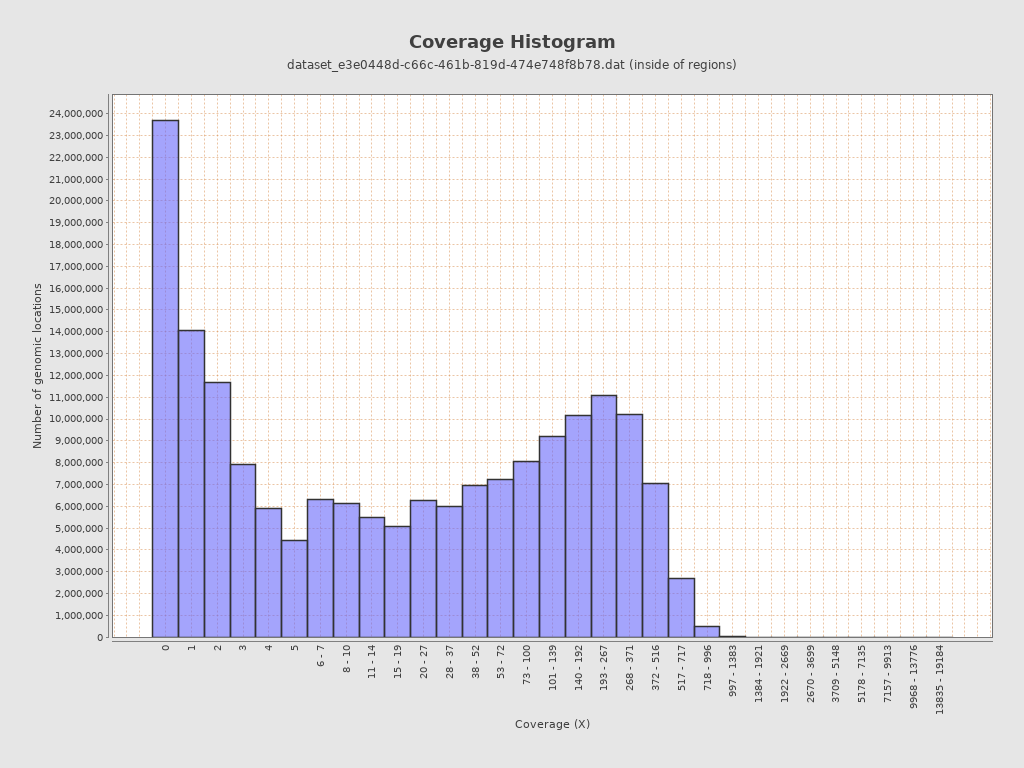 Coverage Histogram
dataset_e3e0448d-c66c-461b-819d-474e748f8b78.dat (inside of regions)
Number of genomic locations
24,000,000
23,000,000
22,000,000
21,000,000
20,000,000
19,000,000
18,000,000
17,000,000
16,000,000
15,000,000
14,000,000
13,000,000
12,000,000
11,000,000
10,000,000
9,000,000
8,000,000
7,000,000
6,000,000
5,000,000
4,000,000
3,000,000
2,000,000
1,000,000
0
0
1
2
3
4
5
6 - 7
8 - 10
11 - 14
15 - 19
20 - 27
28 - 37
38 - 52
53 - 72
73 - 100
101 - 139
140 - 192
193 - 267
268 - 371
372 - 516
517 - 717
718 - 996
997 - 1383
1384 - 1921
1922 - 2669
2670 - 3699
3709 - 5148
5178 - 7135
7157 - 9913
9968 - 13776
13835 - 19184
Coverage (X)